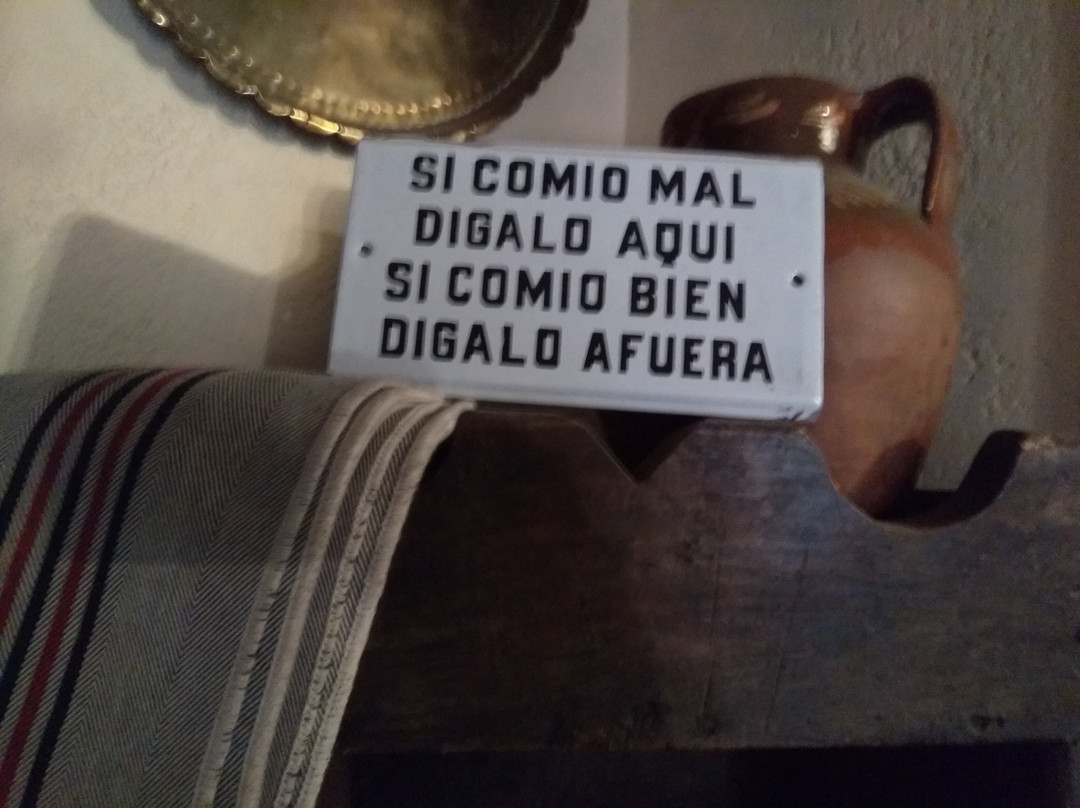 SI COMIO MAL
DIGALO AQUI
SI COMIO BIEN
DIGALO AFUERA